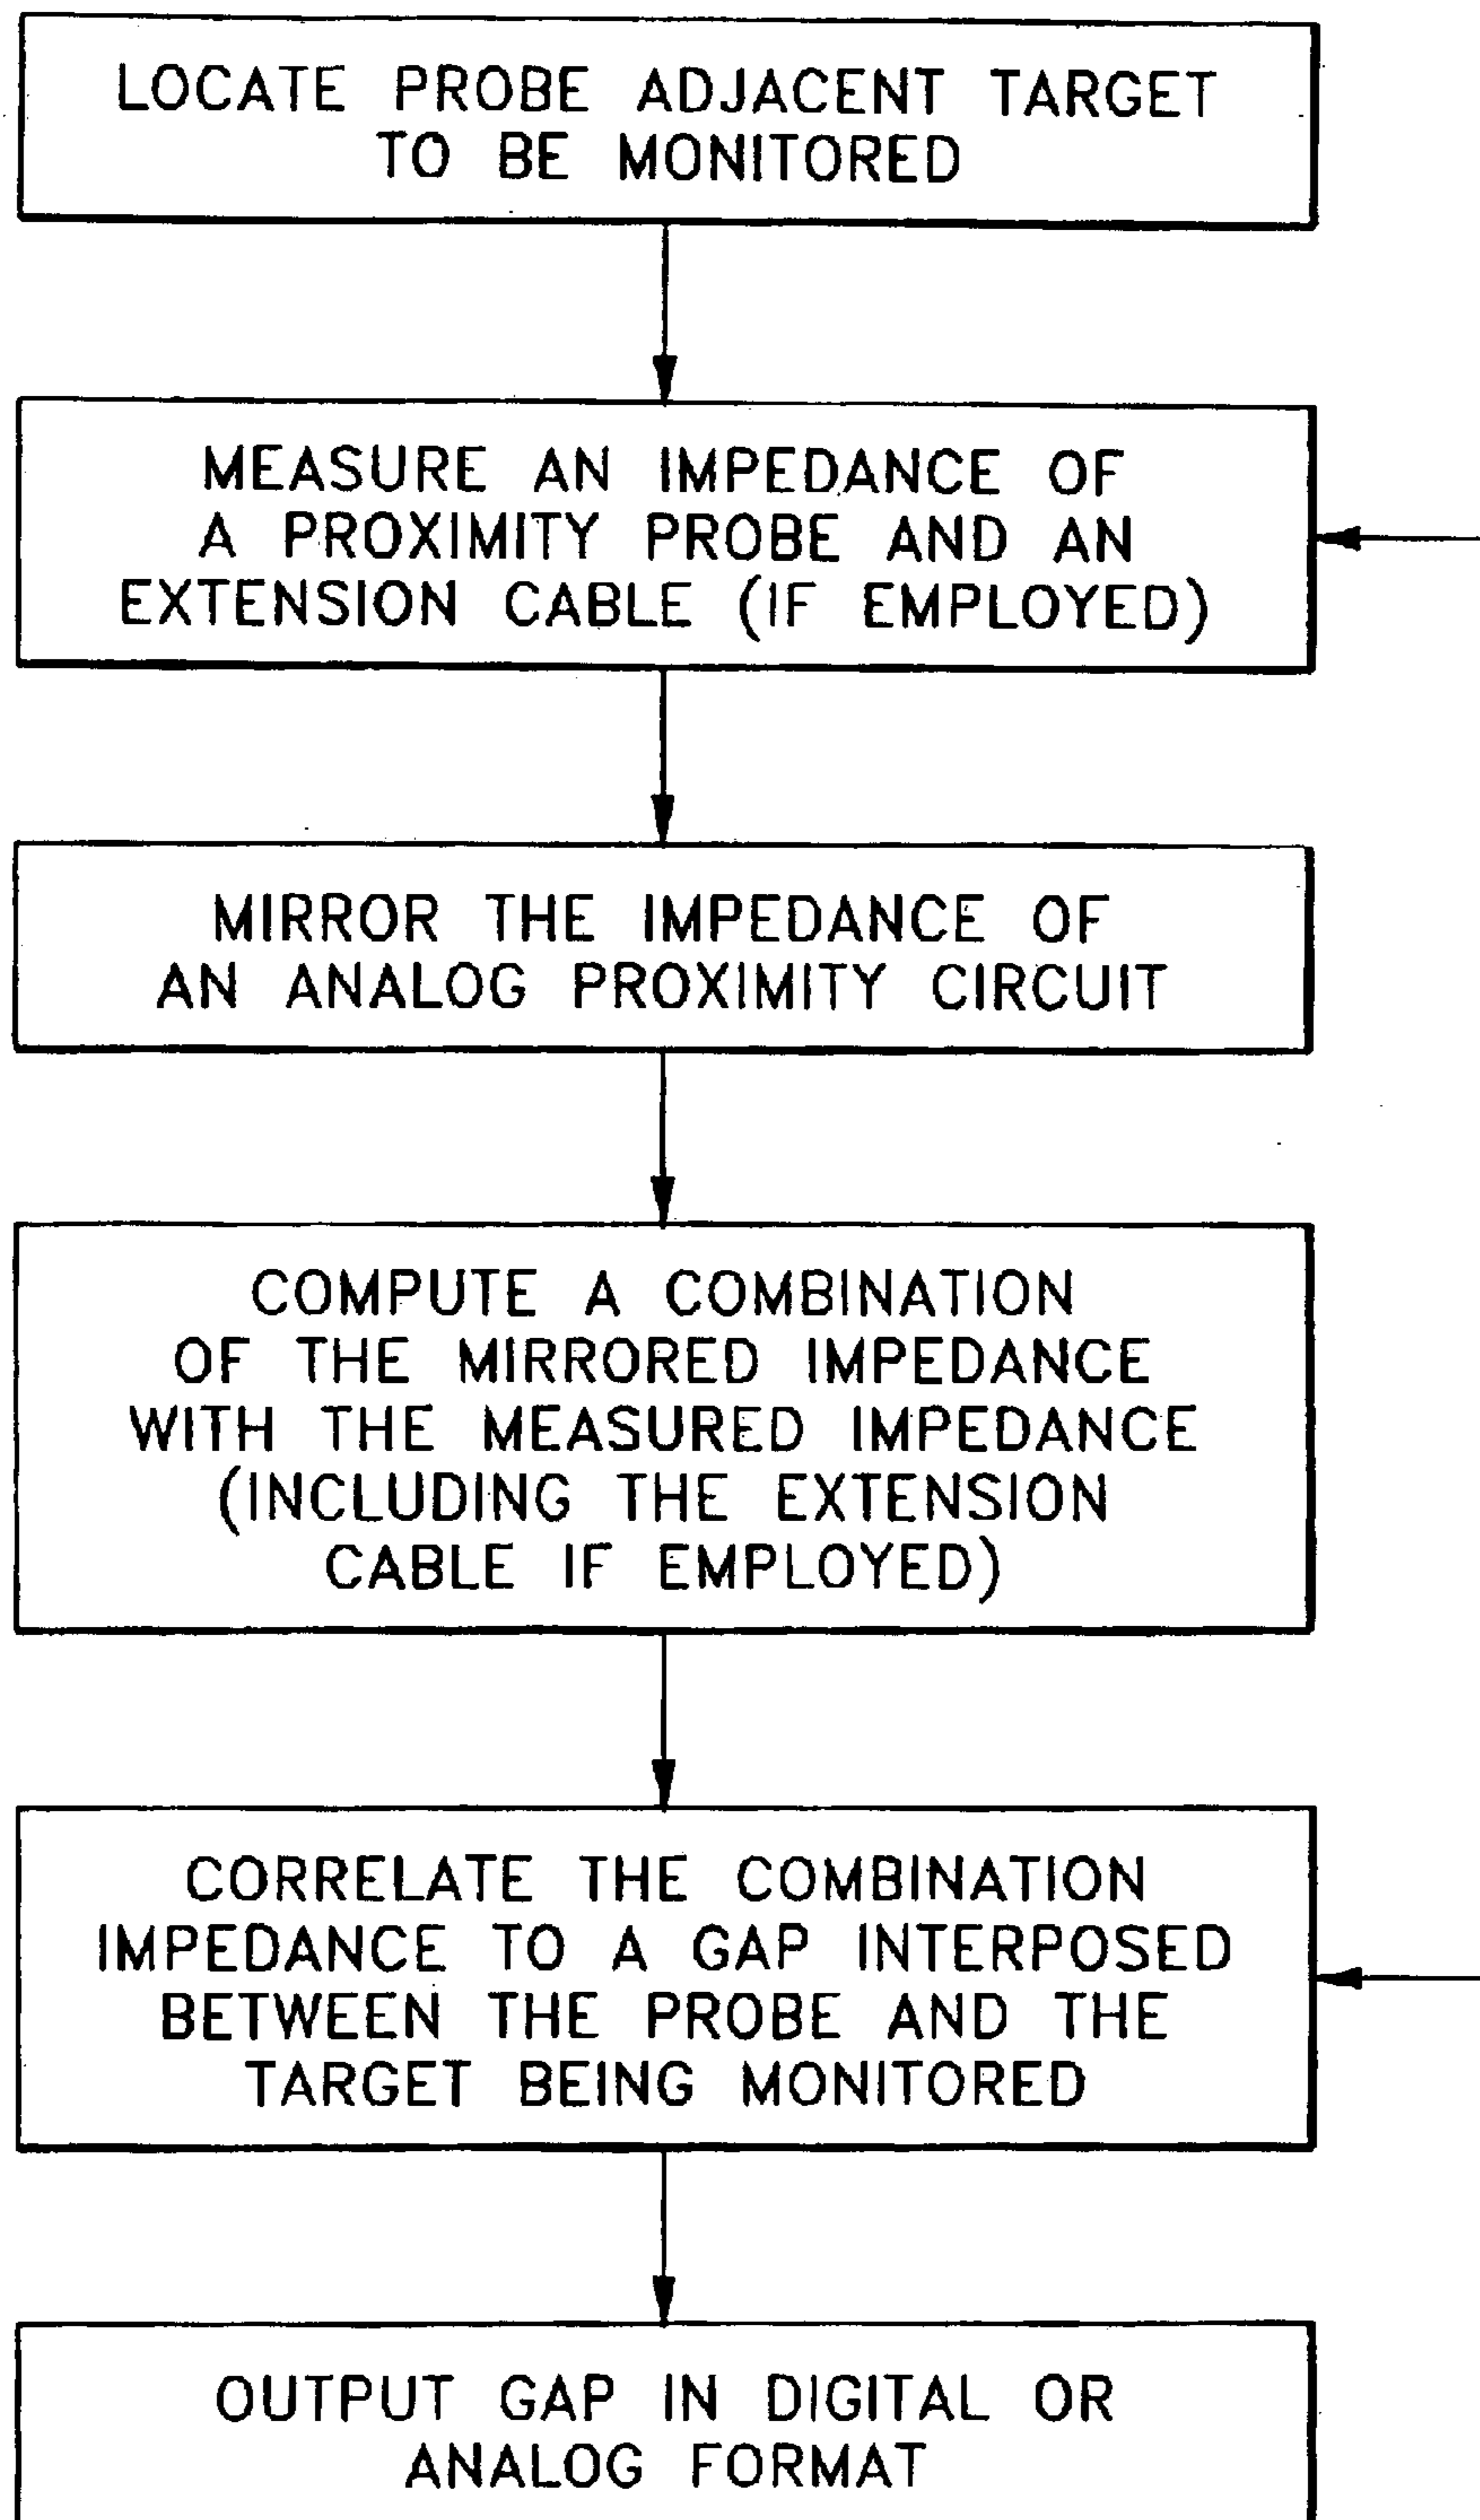 LOCATE PROBE ADJACENT TARGET
TO BE MONITORED
MEASURE AN IMPEDANCE OF
A PROXIMITY PROBE AND AN
EXTENSION CABLE (IF EMPLOYED)
MIRROR THE IMPEDANCE OF
AN ANALOG PROXIMITY CIRCUIT
COMPUTE A COMBINATION
OF THE MIRRORED IMPEDANCE
WITH THE MEASURED IMPEDANCE
(INCLUDING THE EXTENSION
CABLE IF EMPLOYED)
CORRELATE THE COMBINATION
IMPEDANCE TO A GAP INTERPOSED
BETWEEN THE PROBE AND THE
TARGET BEING MONITORED
OUTPUT GAP IN DIGITAL OR
ANALOG FORMAT